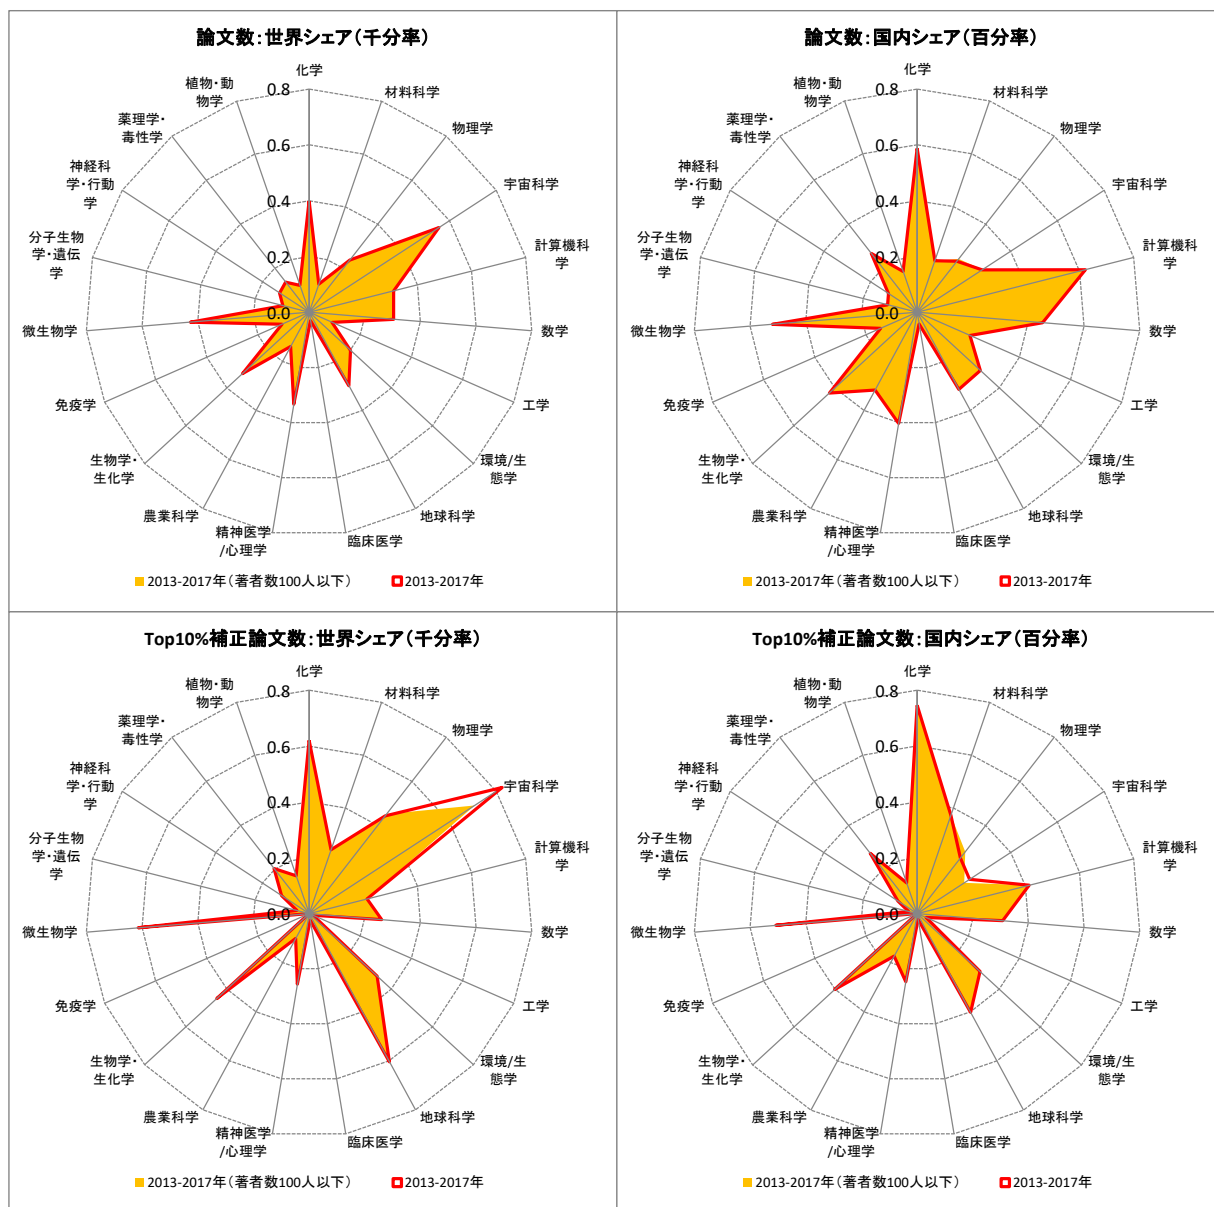 論文数：世界シェア（千分率）
化学
材料科学
物理学
宇宙科学
計算機科
学
数学
工学
環境/生
態学
地球科学
臨床医学
精神医学
/心理学
農業科学
生物学・
生化学
免疫学
微生物学
分子生物
学・遺伝
学
神経科
学・行動
学
薬理学・
毒性学
植物・動
物学
0.8
0.6
0.4
0.2
0.0
2013-2017年（著者数100人以下）
2013-2017年
論文数：国内シェア（百分率）
化学
材料科学
物理学
宇宙科学
計算機科
学
数学
工学
環境/生
態学
地球科学
臨床医学
精神医学
/心理学
農業科学
生物学・
生化学
免疫学
微生物学
分子生物
学・遺伝
学
神経科
学・行動
学
薬理学・
毒性学
植物・動
物学
0.8
0.6
0.4
0.2
0.0
2013-2017年（著者数100人以下）
2013-2017年
Top10%補正論文数：世界シェア（千分率）
化学
材料科学
物理学
宇宙科学
計算機科
学
数学
工学
環境/生
態学
地球科学
臨床医学
精神医学
/心理学
農業科学
生物学・
生化学
免疫学
微生物学
分子生物
学・遺伝
学
神経科
学・行動
学
薬理学・
毒性学
植物・動
物学
0.8
0.6
0.4
0.2
0.0
2013-2017年（著者数100人以下）
2013-2017年
Top10%補正論文数：国内シェア（百分率）
化学
材料科学
物理学
宇宙科学
計算機科
学
数学
工学
環境/生
態学
地球科学
臨床医学
精神医学
/心理学
農業科学
生物学・
生化学
免疫学
微生物学
分子生物
学・遺伝
学
神経科
学・行動
学
薬理学・
毒性学
植物・動
物学
0.8
0.6
0.4
0.2
0.0
2013-2017年（著者数100人以下）
2013-2017年